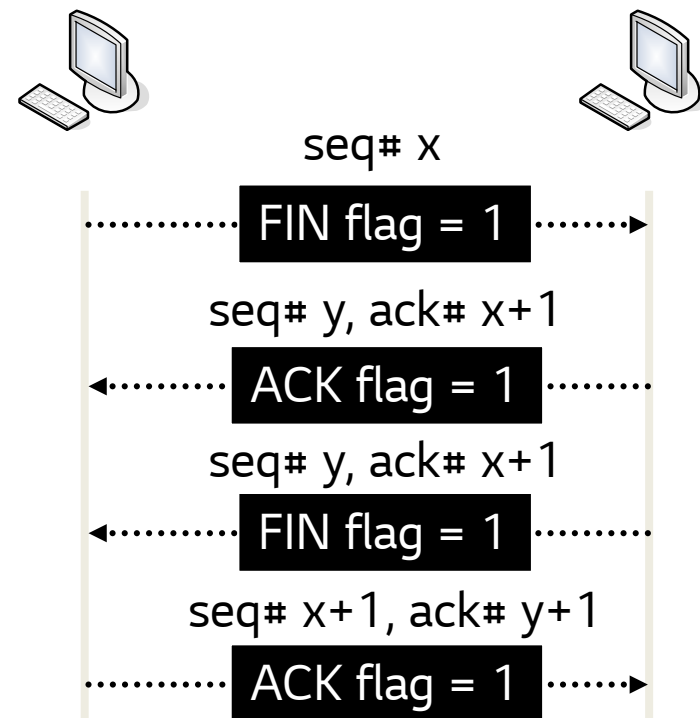 seq# x
FIN flag = 1
seq# y, ack# x+1
ACK flag = 1
seq# y, ack# x+1
FIN flag = 1
seq# x+1, ack# y+1
ACK flag = 1